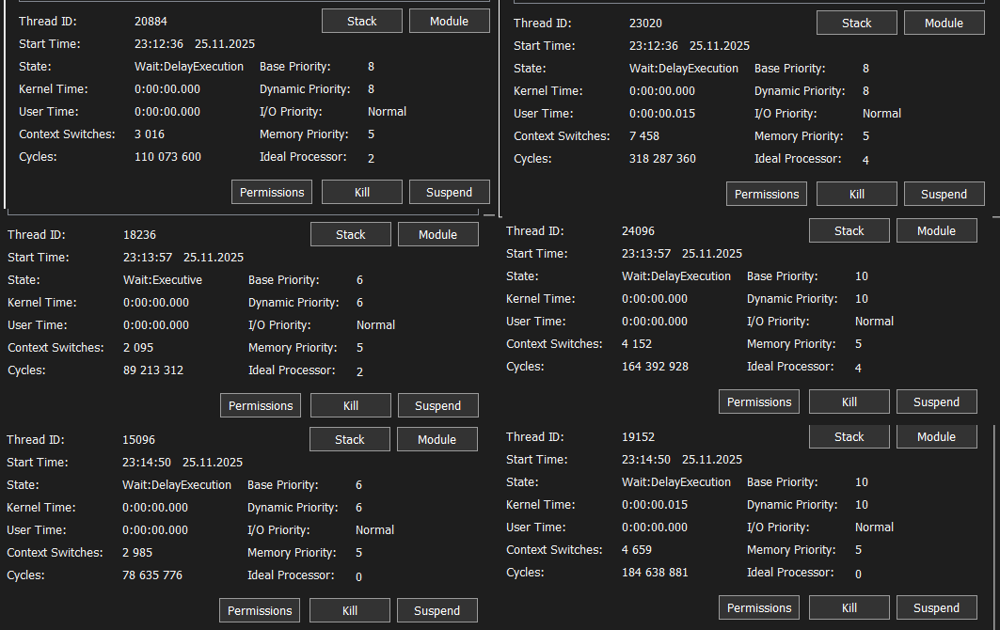 Thread ID: 20884 Stack Module
Start Time: 23:12:36 25.11.2025
State: Wait:DelayExecution Base Priority: 8
Kernel Time: 0:00:00.000 Dynamic Priority: 8
User Time: 0:00:00.000 I/O Priority: Normal
Context Switches: 3 016 Memory Priority: 5
Cycles: 110 073 600 Ideal Processor: 2
Permissions Kill Suspend
Thread ID: 23020 Stack Module
Start Time: 23:12:36 25.11.2025
State: Wait:DelayExecution Base Priority: 8
Kernel Time: 0:00:00.000 Dynamic Priority: 8
User Time: 0:00:00.015 I/O Priority: Normal
Context Switches: 7 458 Memory Priority: 5
Cycles: 318 287 360 Ideal Processor: 4
Permissions Kill Suspend
Thread ID: 18236 Stack Module
Start Time: 23:13:57 25.11.2025
State: Wait:Executive Base Priority: 6
Kernel Time: 0:00:00.000 Dynamic Priority: 6
User Time: 0:00:00.000 I/O Priority: Normal
Context Switches: 2 095 Memory Priority: 5
Cycles: 89 213 312 Ideal Processor: 2
Permissions Kill Suspend
Thread ID: 24096 Stack Module
Start Time: 23:13:57 25.11.2025
State: Wait:DelayExecution Base Priority: 10
Kernel Time: 0:00:00.000 Dynamic Priority: 10
User Time: 0:00:00.000 I/O Priority: Normal
Context Switches: 4 152 Memory Priority: 5
Cycles: 164 392 928 Ideal Processor: 4
Permissions Kill Suspend
Thread ID: 15096 Stack Module
Start Time: 23:14:50 25.11.2025
State: Wait:DelayExecution Base Priority: 6
Kernel Time: 0:00:00.000 Dynamic Priority: 6
User Time: 0:00:00.000 I/O Priority: Normal
Context Switches: 2 985 Memory Priority: 5
Cycles: 78 635 776 Ideal Processor: 0
Permissions Kill Suspend
Thread ID: 19152 Stack Module
Start Time: 23:14:50 25.11.2025
State: Wait:DelayExecution Base Priority: 10
Kernel Time: 0:00:00.015 Dynamic Priority: 10
User Time: 0:00:00.000 I/O Priority: Normal
Context Switches: 4 659 Memory Priority: 5
Cycles: 184 638 881 Ideal Processor: 0
Permissions Kill Suspend